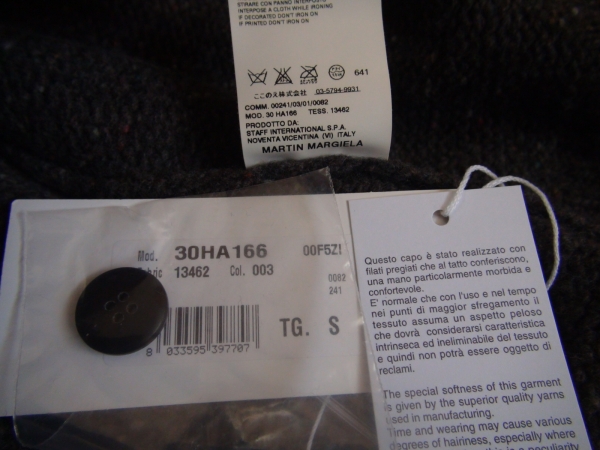 STIRARE CON PANNO
INTERPOSE A CLOTH WHILE IRONING
IF DECORATED DON'T IRON ON
IF PRINTED DON'T IRON ON
641
ここのえ株式会社 03-5794-9931
COMM. 00241/03/01/0082
MOD. 30 HA166 TESS. 13462
PRODOTTO DA:
STAFF INTERNATIONAL S.P.A.
NOVENTA VICENTINA (VI) ITALY
MARTIN MARGIELA
Mod. 30HA166 00F5Z!
Fabric 13462 Col. 003
0082
241
TG. S
8 033595 397707
Questo capo è stato realizzato con
filati pregiati che al tatto conferiscono,
una mano particolarmente morbida e
confortevole.
E' normale che con l'uso e nel tempo
nei punti di maggior sfregamento il
tessuto assuma un aspetto peloso
che dovrà considerarsi caratteristica
intrinseca ed ineliminabile del tessuto
e quindi non potrà essere oggetto di
reclami.
The special softness of this garment
is given by the superior quality yarns
used in manufacturing.
Time and wearing may cause various
degrees of hairiness, especially where
this is a peculiarity